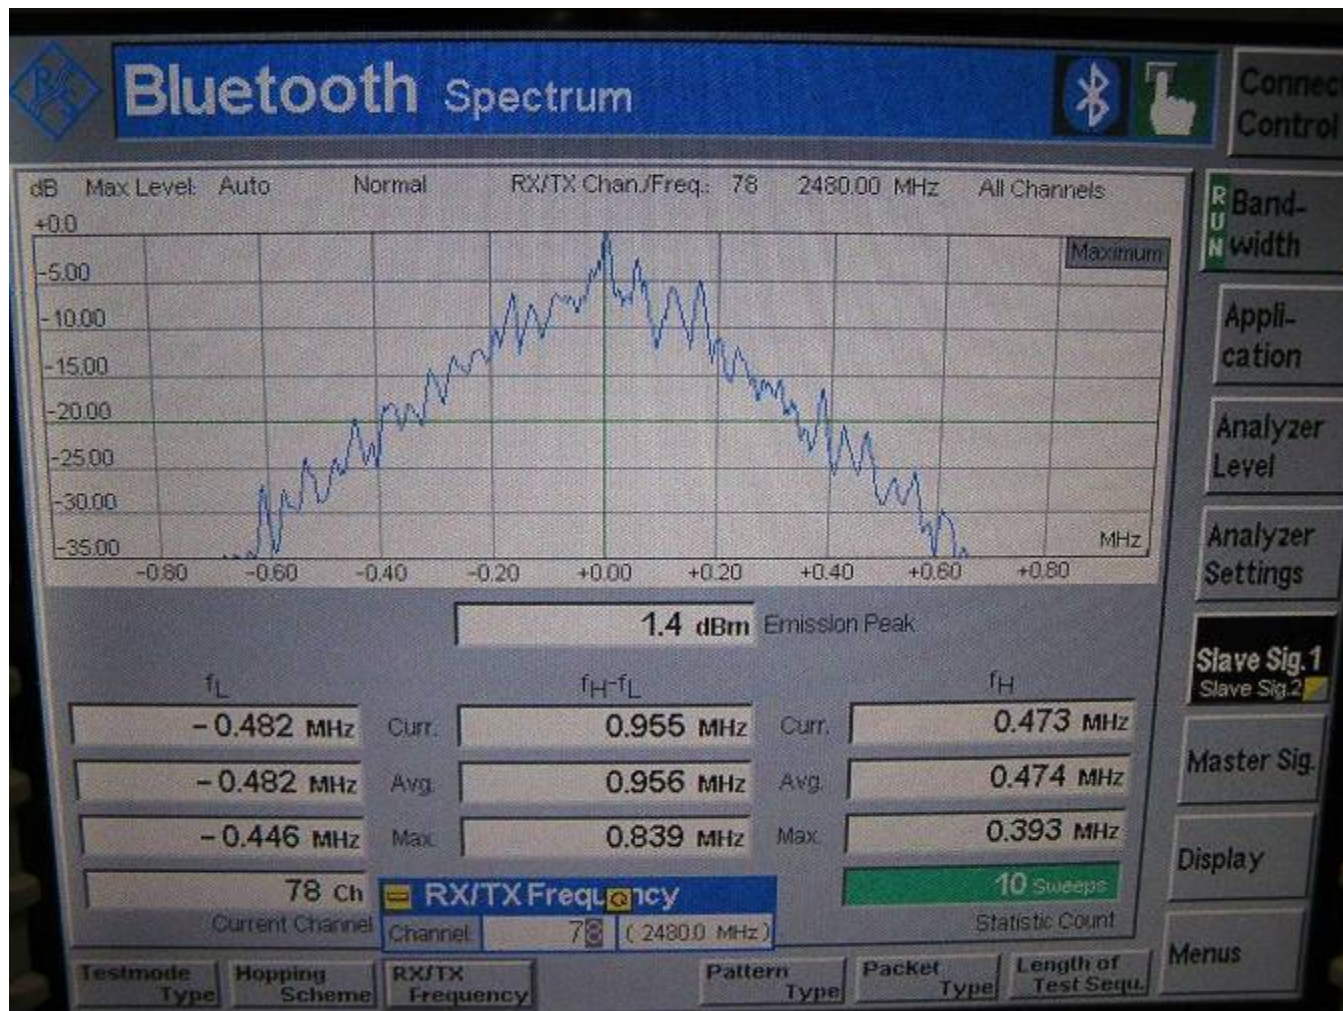 R&S
Bluetooth Spectrum
Connec
Control
dB Max Level: Auto Normal RX/TX Chan./Freq.: 78 2480.00 MHz All Channels
+0.0
Maximum
-5.00
-10.00
-15.00
-20.00
-25.00
-30.00
-35.00
MHz
-0.80 -0.60 -0.40 -0.20 +0.00 +0.20 +0.40 +0.60 +0.80
1.4 dBm Emission Peak
fL fH-fL fH
-0.482 MHz Curr. 0.955 MHz Curr. 0.473 MHz
-0.482 MHz Avg. 0.956 MHz Avg. 0.474 MHz
-0.446 MHz Max. 0.839 MHz Max. 0.393 MHz
78 Ch
Current Channel
RX/TX Frequency
Channel: 78 (2480.0 MHz)
10 Sweeps
Statistic Count
RUN
Band-
width
Appli-
cation
Analyzer
Level
Analyzer
Settings
Slave Sig.1
Slave Sig.2
Master Sig.
Display
Menus
Testmode
Type
Hopping
Scheme
RX/TX
Frequency
Pattern
Type
Packet
Type
Length of
Test Sequ.